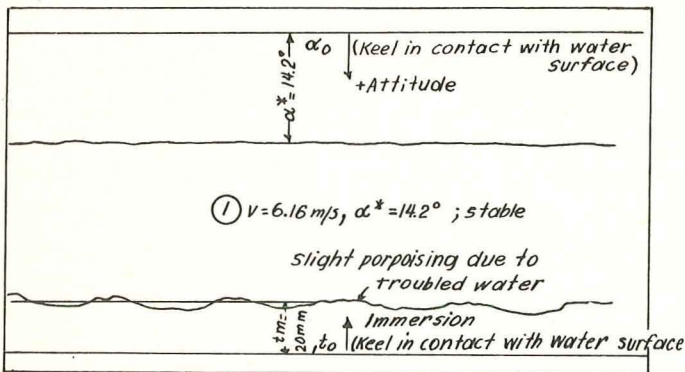 α₀ (Keel in contact with water
surface)
+Attitude
α*=14.2°
① V=6.16 m/s, α*=14.2° ; stable
slight porpoising due to
troubled water
tm=
20mm
Immersion
, t₀ (Keel in contact with water surface